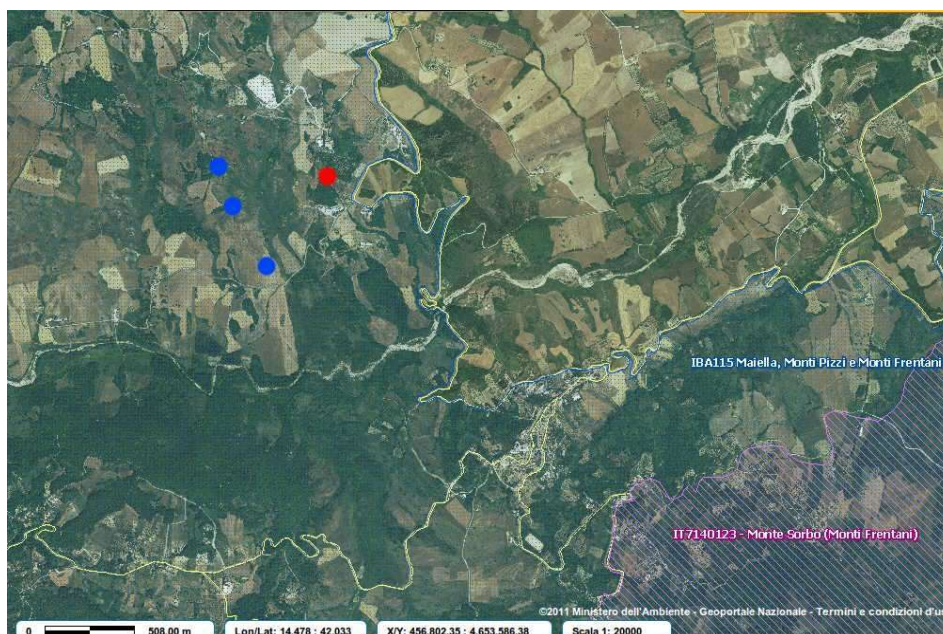 IBA115 Maiella, Monti Pizzi e Monti Frentani
IT7140123 - Monte Sorbo (Monti Frentani)
©2011 Ministero dell'Ambiente - Geoportale Nazionale - Termini e condizioni d'u
0 508.00 m Lon/Lat: 14.478 : 42.033 X/Y: 456,802.35 : 4,653,586.38 Scala 1: 20000